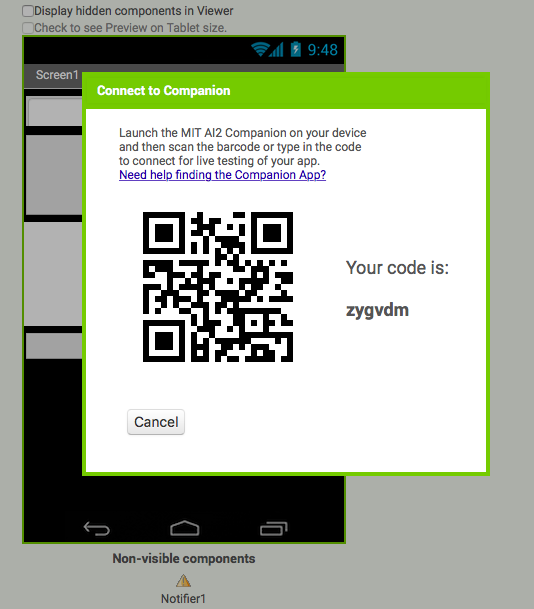 Display hidden components in Viewer
Check to see Preview on Tablet size.
9:48
Screen1
Connect to Companion
Launch the MIT AI2 Companion on your device
and then scan the barcode or type in the code
to connect for live testing of your app.
Need help finding the Companion App?
Your code is:
zygvdm
Cancel
Non-visible components
Notifier1